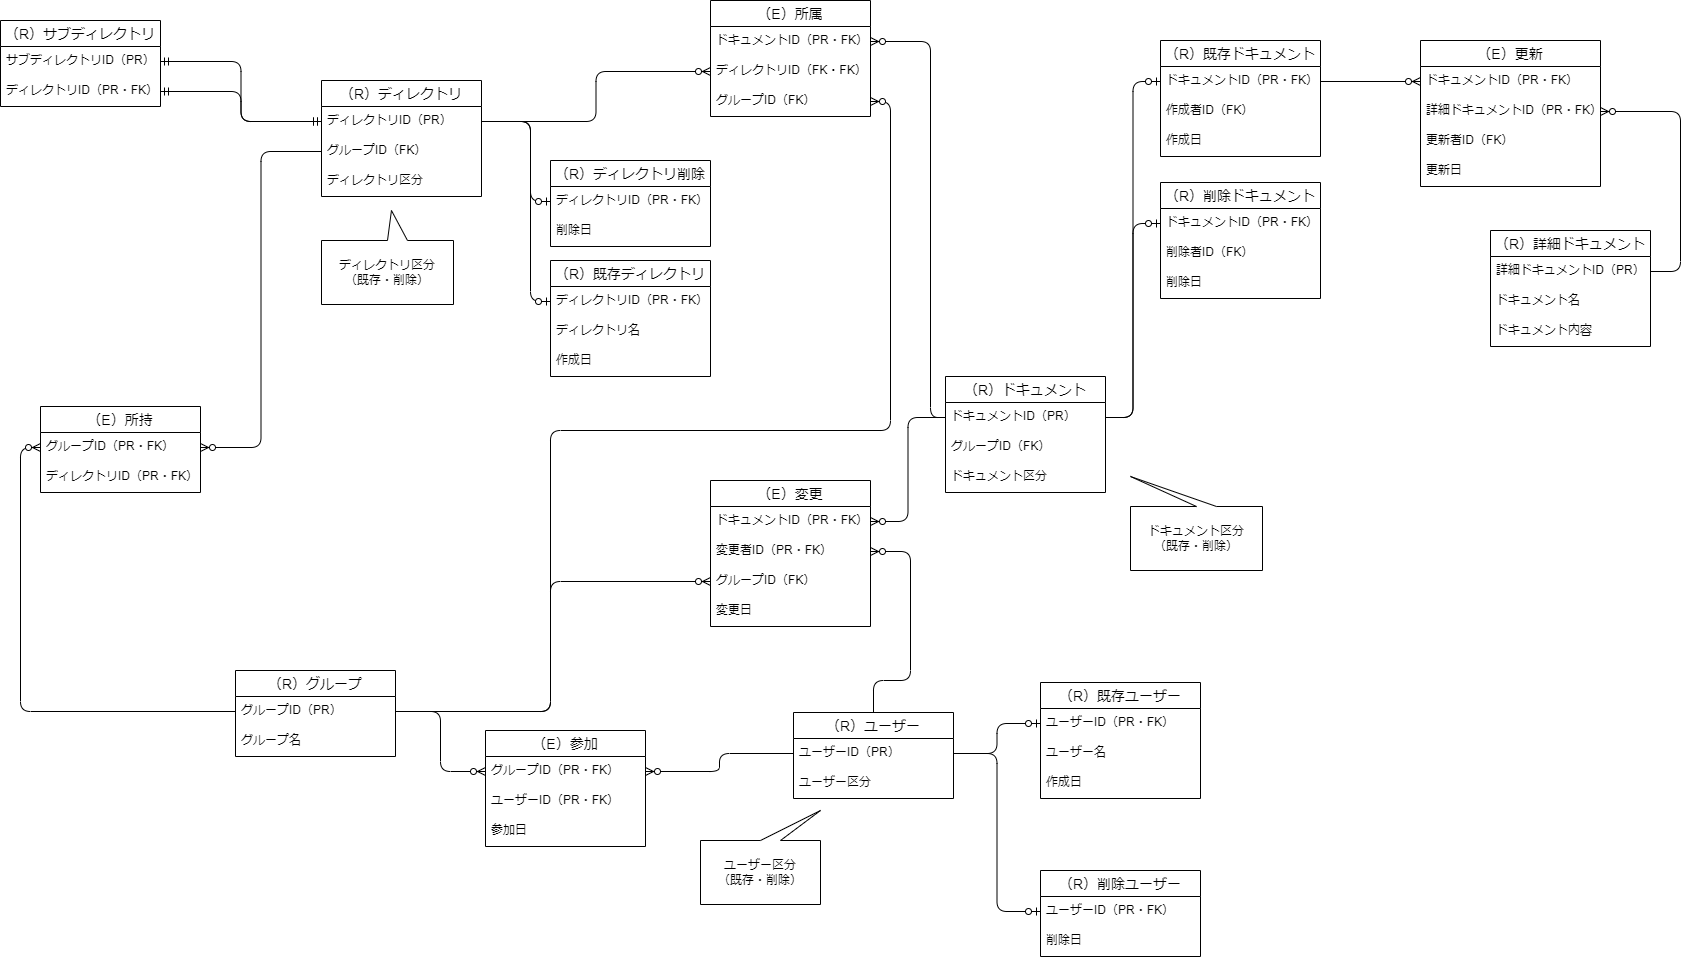 （R）サブディレクトリ
サブディレクトリID（PR）
ディレクトリID（PR・FK）
（R）ディレクトリ
ディレクトリID（PR）
グループID（FK）
ディレクトリ区分
ディレクトリ区分
（既存・削除）
（E）所属
ドキュメントID（PR・FK）
ディレクトリID（FK・FK）
グループID（FK）
（R）ディレクトリ削除
ディレクトリID（PR・FK）
削除日
（R）既存ディレクトリ
ディレクトリID（PR・FK）
ディレクトリ名
作成日
（R）既存ドキュメント
ドキュメントID（PR・FK）
作成者ID（FK）
作成日
（E）更新
ドキュメントID（PR・FK）
詳細ドキュメントID（PR・FK）
更新者ID（FK）
更新日
（R）削除ドキュメント
ドキュメントID（PR・FK）
削除者ID（FK）
削除日
（R）詳細ドキュメント
詳細ドキュメントID（PR）
ドキュメント名
ドキュメント内容
（E）所持
グループID（PR・FK）
ディレクトリID（PR・FK）
（R）ドキュメント
ドキュメントID（PR）
グループID（FK）
ドキュメント区分
ドキュメント区分
（既存・削除）
（E）変更
ドキュメントID（PR・FK）
変更者ID（PR・FK）
グループID（FK）
変更日
（R）グループ
グループID（PR）
グループ名
（E）参加
グループID（PR・FK）
ユーザーID（PR・FK）
参加日
（R）ユーザー
ユーザーID（PR）
ユーザー区分
ユーザー区分
（既存・削除）
（R）既存ユーザー
ユーザーID（PR・FK）
ユーザー名
作成日
（R）削除ユーザー
ユーザーID（PR・FK）
削除日